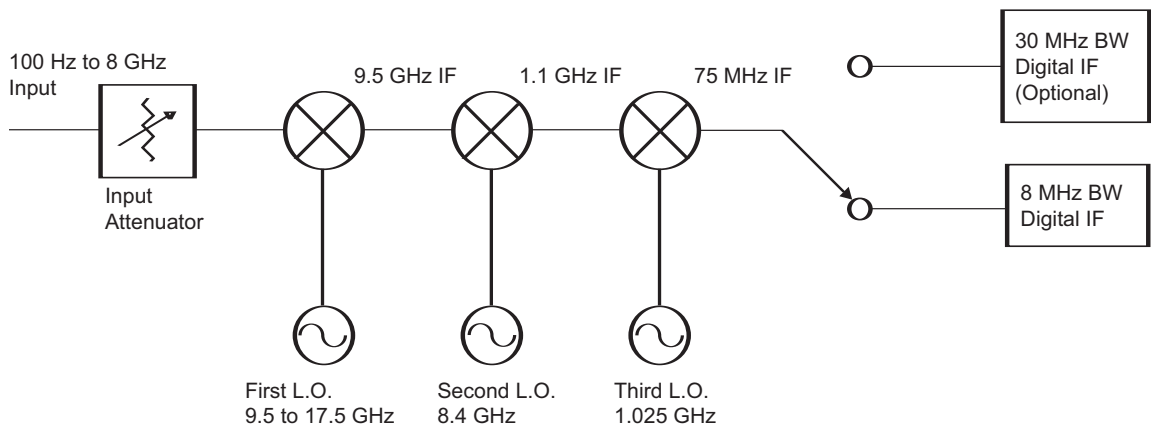 100 Hz to 8 GHz
Input
Input
Attenuator
9.5 GHz IF
1.1 GHz IF
75 MHz IF
30 MHz BW
Digital IF
(Optional)
8 MHz BW
Digital IF
First L.O.
9.5 to 17.5 GHz
Second L.O.
8.4 GHz
Third L.O.
1.025 GHz